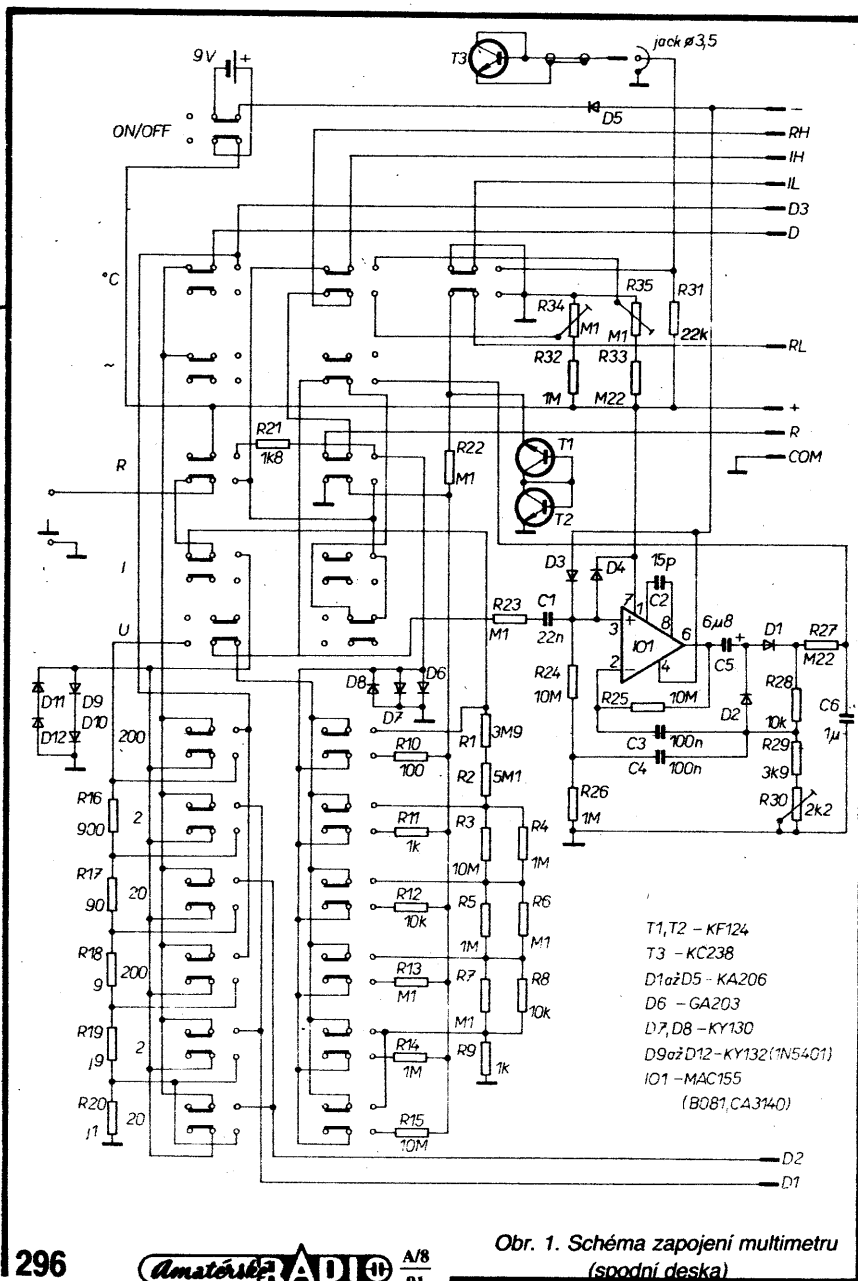 jack ø3,5
9V
+
T3
ON/OFF
D5
−
RH
IH
IL
D3
D
°C
R34
M1
R35
M1
R31
22k
~
R32
1M
R33
M22
RL
+
R21
1k8
R
R22
M1
T1
T2
R
COM
I
D3
D4
15p
C2
U
R23
M1
C1
22n
7
1
3
+
8
IO1
6
2
−
4
6µ8
C5
+
D1
R27
M22
D11
D9
D12
D10
D8
D7
D6
R24
10M
R25
10M
D2
R28
10k
C6
1µ
200
R10
100
R1
3M9
C3
100n
C4
100n
R29
3k9
R2
5M1
R16
900
2
R11
1k
R3
10M
R4
1M
R26
1M
R30
2k2
R17
90
20
R12
10k
R5
1M
R6
M1
R18
9
200
R13
M1
R7
M1
R8
10k
R19
j9
2
R14
1M
R9
1k
R20
j1
20
R15
10M
T1,T2 – KF124
T3 – KC238
D1až D5 – KA206
D6 – GA203
D7, D8 – KY130
D9až D12 – KY132(1N5401)
IO1 – MAC155
(B081, CA3140)
D2
D1
Obr. 1. Schéma zapojení multimetru
(spodní deska)
296
Amatérské RADIO
A/8
91